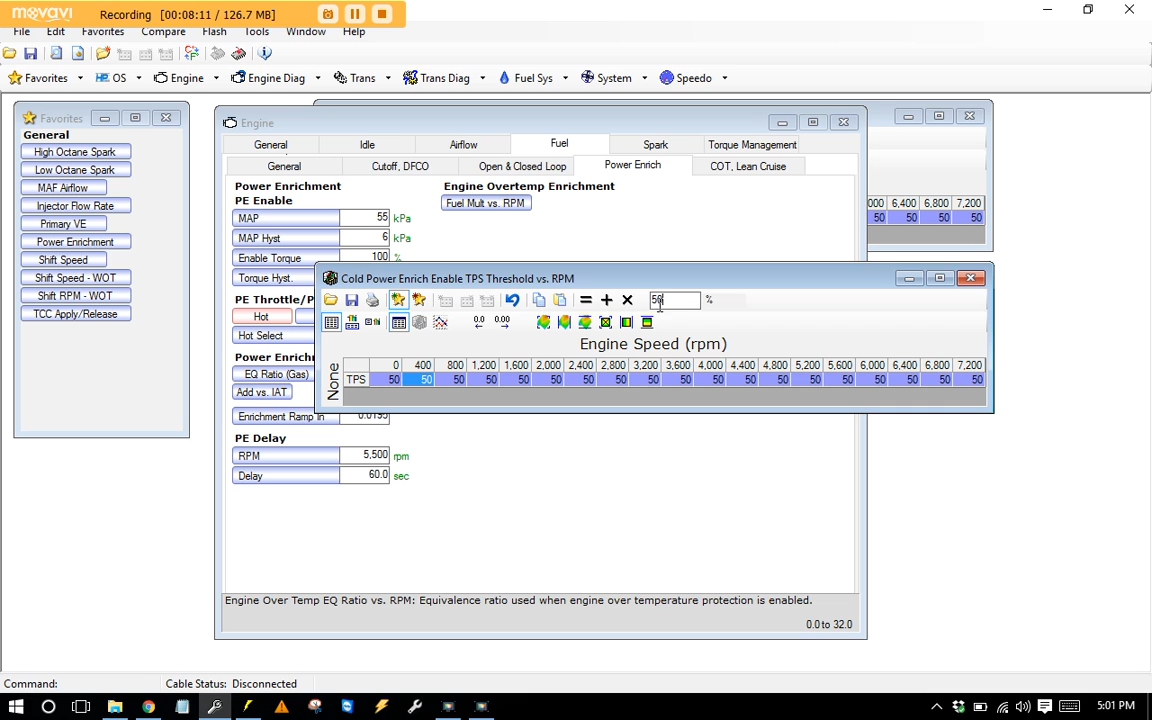 movavi Recording [00:08:11 / 126.7 MB]
File Edit Favorites Compare Flash Tools Window Help
Favorites OS Engine Engine Diag Trans Trans Diag Fuel Sys System Speedo
Favorites
General
High Octane Spark
Low Octane Spark
MAF Airflow
Injector Flow Rate
Primary VE
Power Enrichment
Shift Speed
Shift Speed - WOT
Shift RPM - WOT
TCC Apply/Release
Engine
General Idle Airflow Fuel Spark Torque Management
General Cutoff, DFCO Open & Closed Loop Power Enrich COT, Lean Cruise
Power Enrichment
PE Enable
MAP 55 kPa
MAP Hyst 6 kPa
Enable Torque 100 %
Torque Hyst.
Engine Overtemp Enrichment
Fuel Mult vs. RPM
000 6,400 6,800 7,200
50 50 50 50
PE Throttle/P
Hot
Hot Select
Power Enrich
EQ Ratio (Gas)
Add vs. IAT
Enrichment Ramp In 0.0195
PE Delay
RPM 5,500 rpm
Delay 60.0 sec
Cold Power Enrich Enable TPS Threshold vs. RPM
0.0 0.00
%
Engine Speed (rpm)
None
0 400 800 1,200 1,600 2,000 2,400 2,800 3,200 3,600 4,000 4,400 4,800 5,200 5,600 6,000 6,400 6,800 7,200
TPS 50 50 50 50 50 50 50 50 50 50 50 50 50 50 50 50 50 50 50
Engine Over Temp EQ Ratio vs. RPM: Equivalence ratio used when engine over temperature protection is enabled.
0.0 to 32.0
Command: Cable Status: Disconnected
5:01 PM